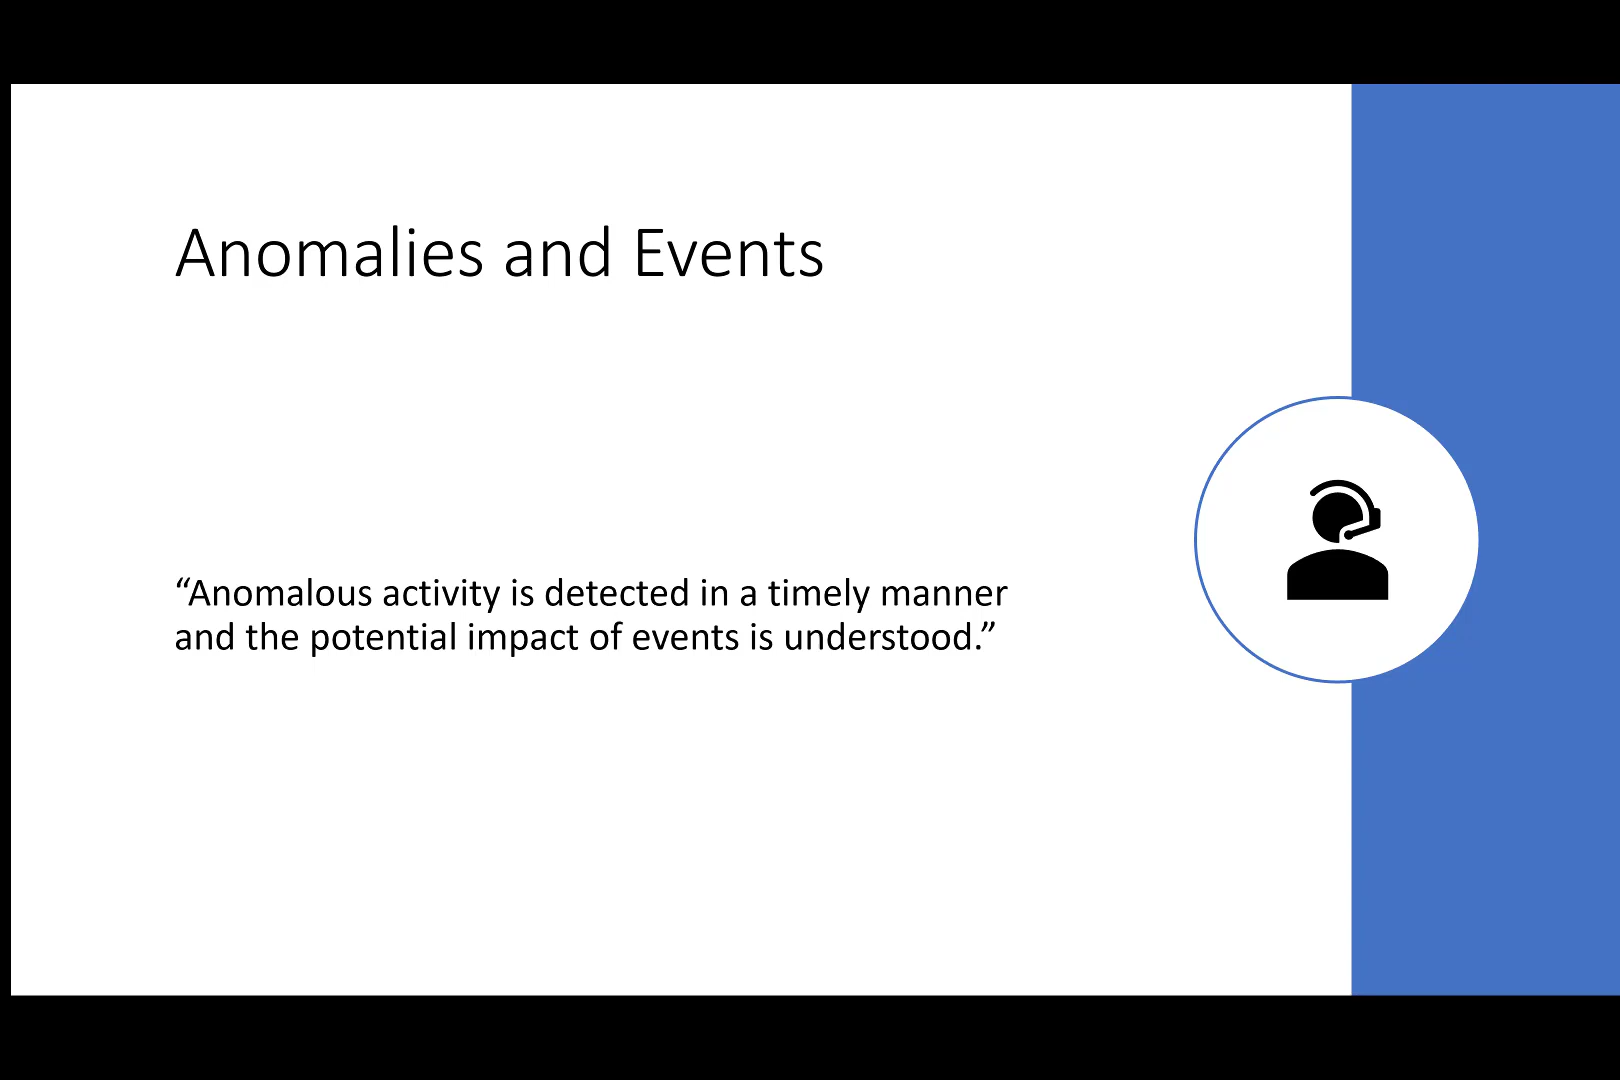 Anomalies and Events
“Anomalous activity is detected in a timely manner
and the potential impact of events is understood.”